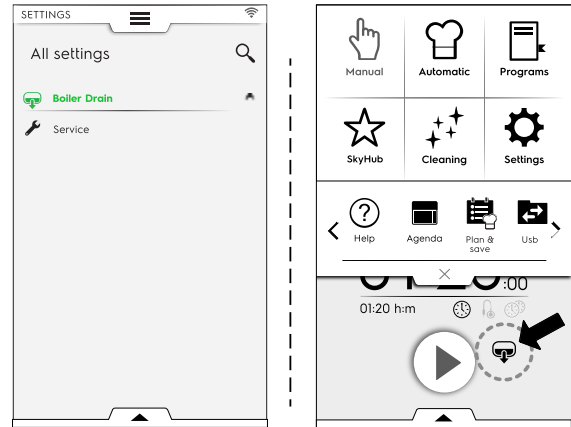 SETTINGS
All settings
Boiler Drain
Service
Manual
Automatic
Programs
SkyHub
Cleaning
Settings
Help
Agenda
Plan &
save
Usb
:00
01:20 h:m